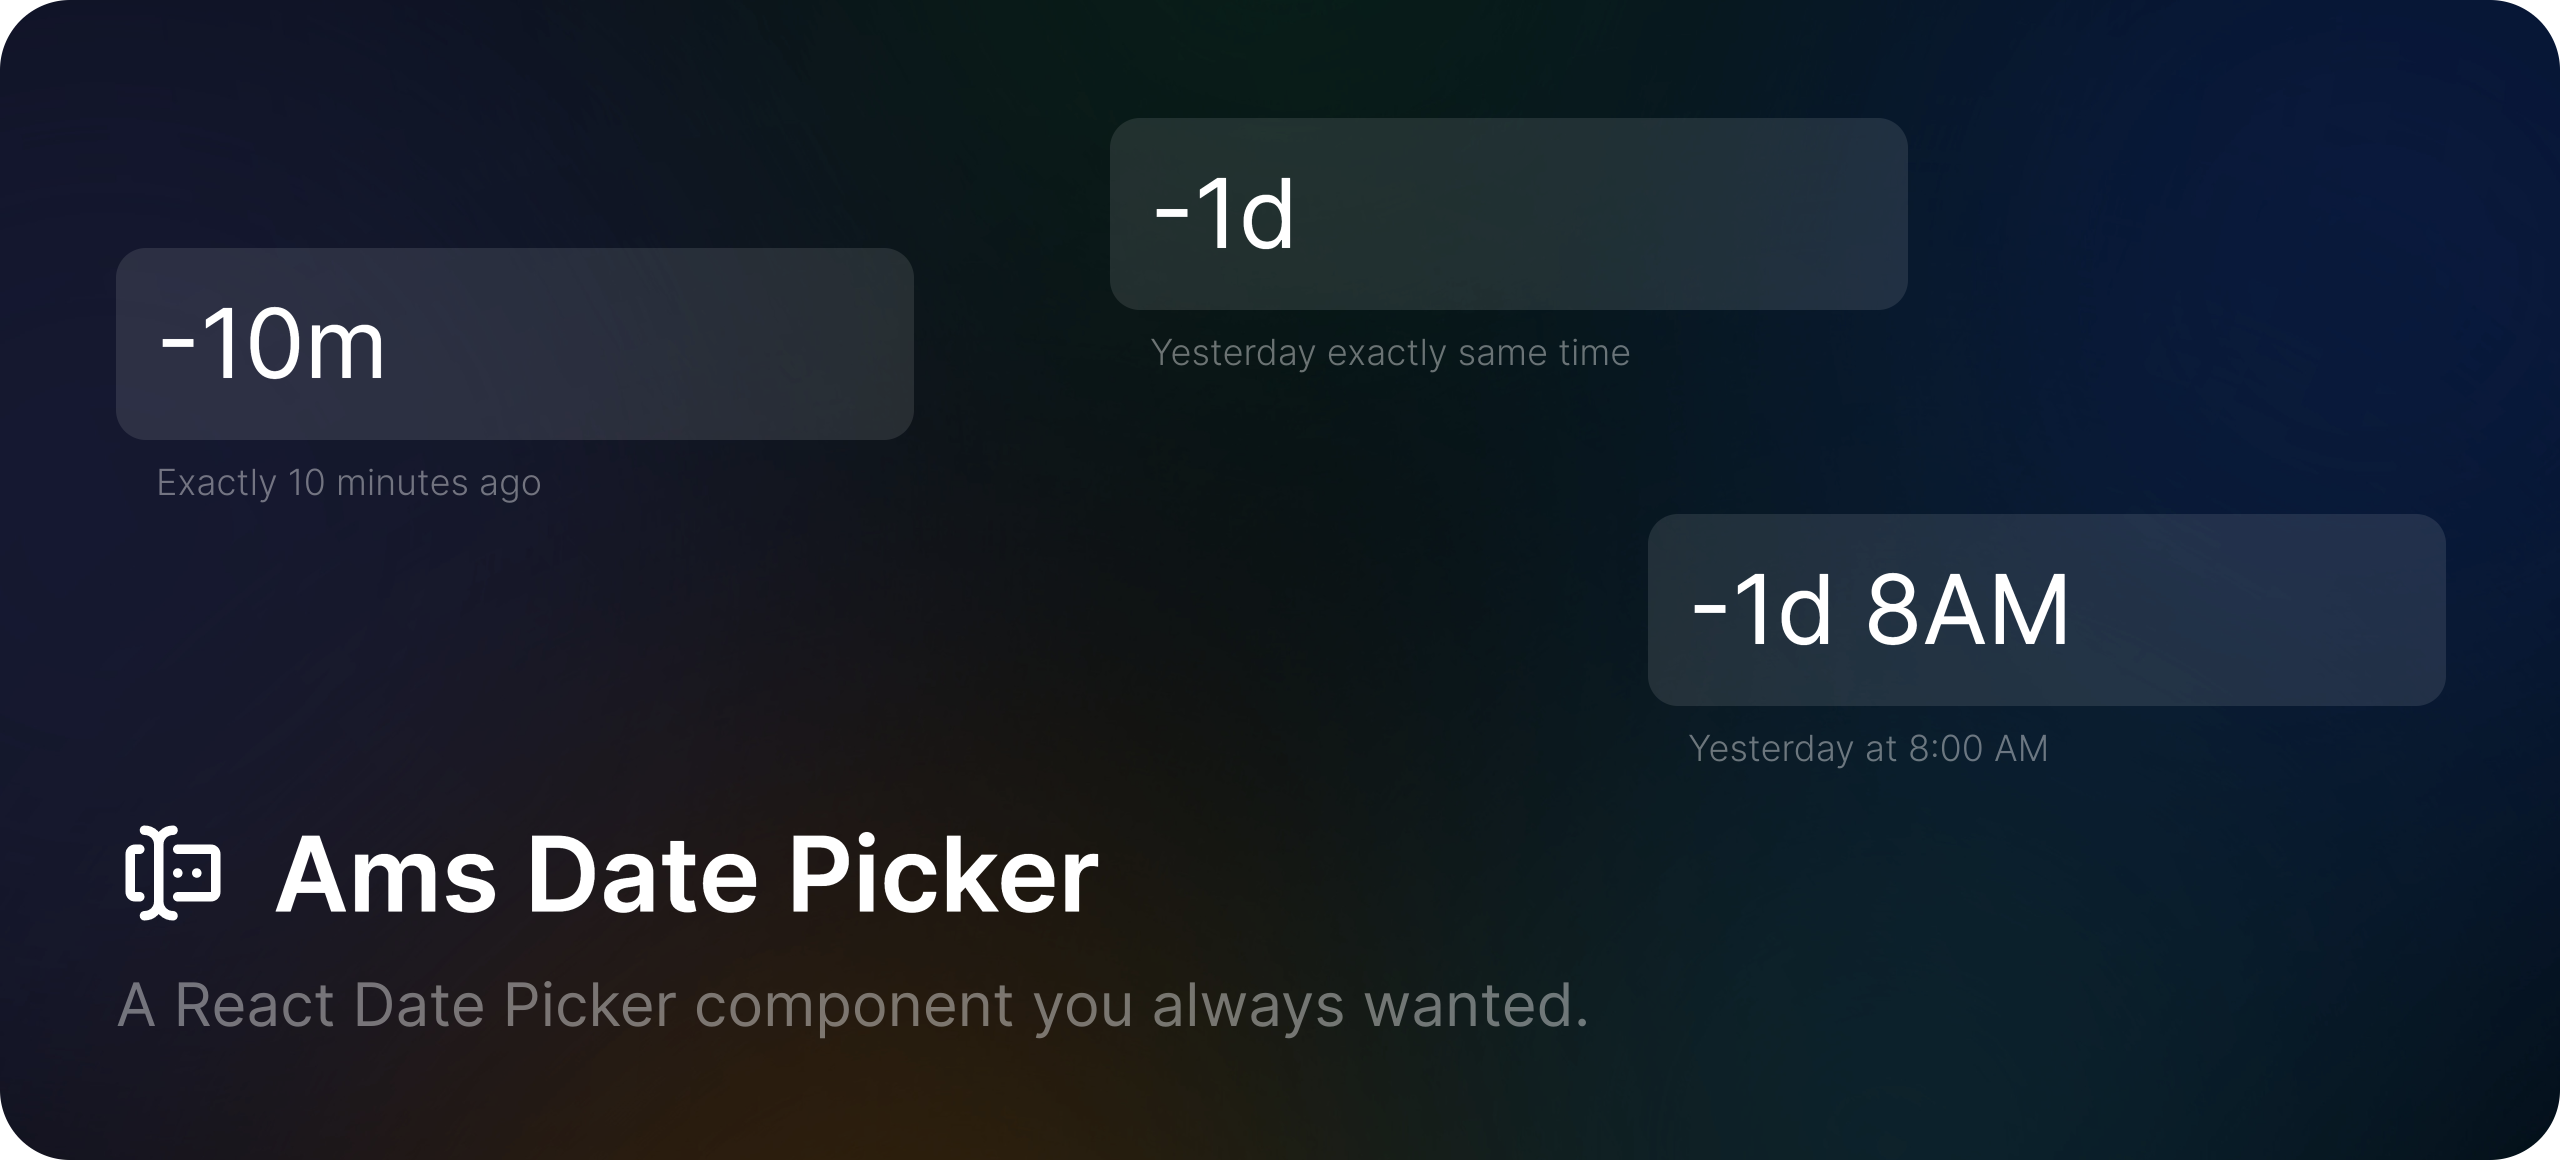 -1d
Yesterday exactly same time
-10m
Exactly 10 minutes ago
-1d 8AM
Yesterday at 8:00 AM
Ams Date Picker
A React Date Picker component you always wanted.